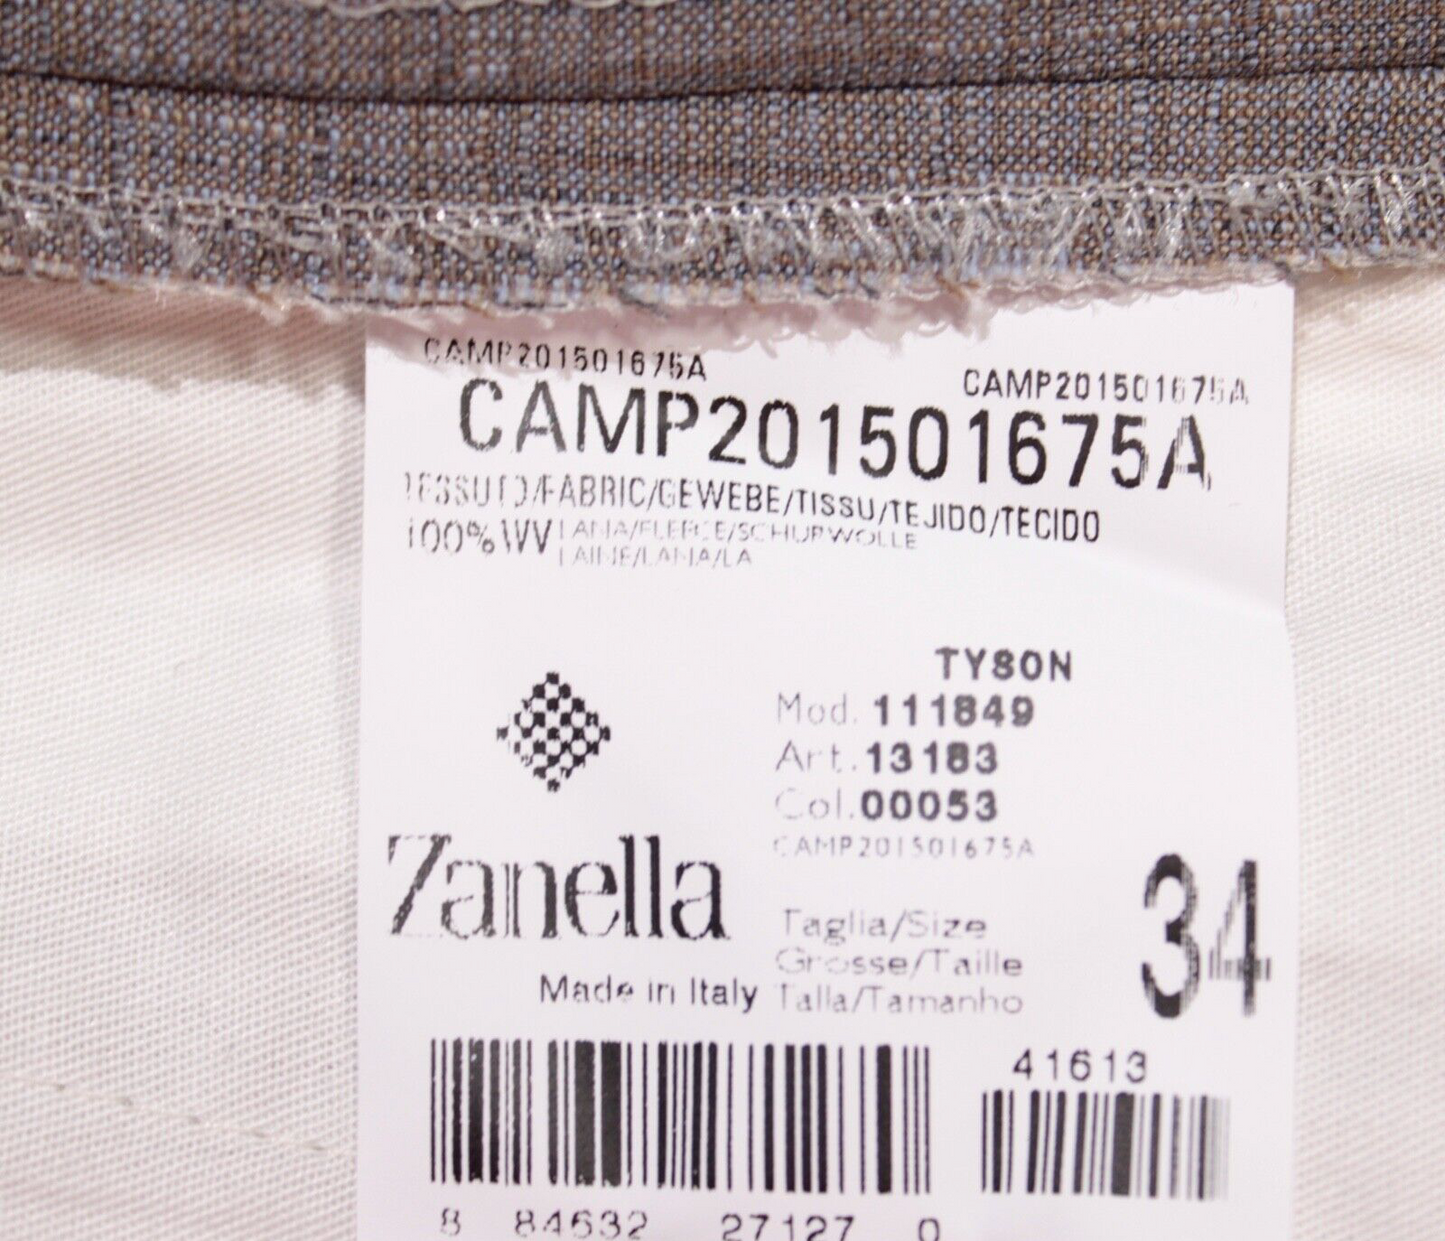 CAMP201501675A
CAMP201501675A
CAMP201501675A
TESSUTO/FABRIC/GEWEBE/TISSU/TEJIDO/TECIDO
100% WV LANA/FLEECE/SCHURWOLLE
LAINE/LANA/LA
TYSON
Mod. 111849
Art. 13183
Col. 00053
CAMP201501675A
Zanella
Made in Italy
Taglia/Size
Grosse/Taille
Talla/Tamanho
34
41613
8 84632 27127 0